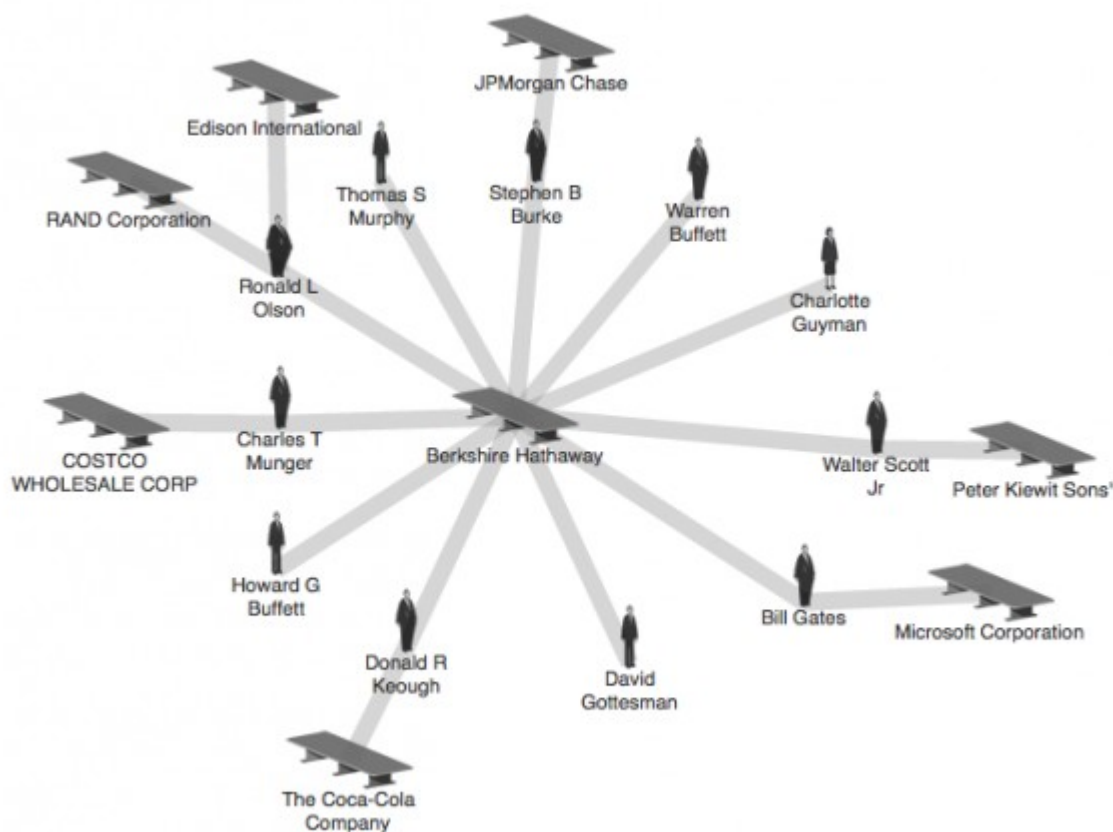 JPMorgan Chase
Edison International
Thomas S
Murphy
Stephen B
Burke
Warren
Buffett
RAND Corporation
Ronald L
Olson
Charlotte
Guyman
Charles T
Munger
Berkshire Hathaway
COSTCO
WHOLESALE CORP
Walter Scott
Jr
Peter Kiewit Sons'
Howard G
Buffett
Bill Gates
Microsoft Corporation
Donald R
Keough
David
Gottesman
The Coca-Cola
Company